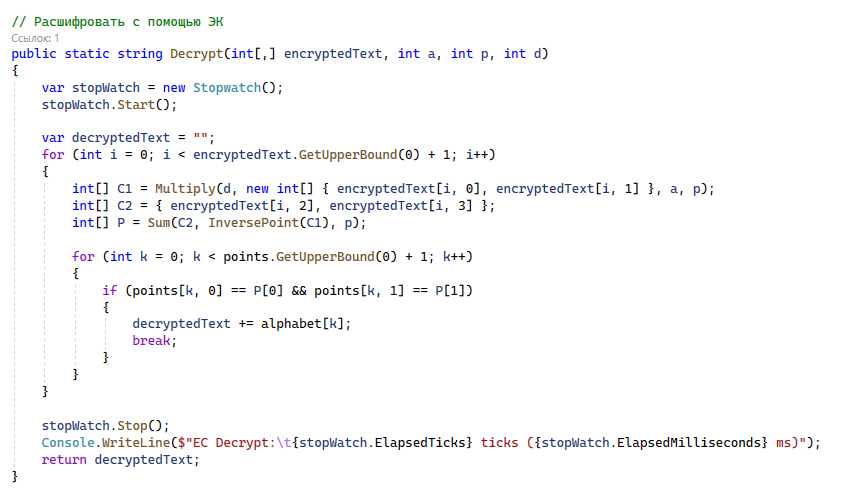 // Расшифровать с помощью ЭК
Ссылок: 1
public static string Decrypt(int[,] encryptedText, int a, int p, int d)
{
    var stopWatch = new Stopwatch();
    stopWatch.Start();

    var decryptedText = "";
    for (int i = 0; i < encryptedText.GetUpperBound(0) + 1; i++)
    {
        int[] C1 = Multiply(d, new int[] { encryptedText[i, 0], encryptedText[i, 1] }, a, p);
        int[] C2 = { encryptedText[i, 2], encryptedText[i, 3] };
        int[] P = Sum(C2, InversePoint(C1), p);

        for (int k = 0; k < points.GetUpperBound(0) + 1; k++)
        {
            if (points[k, 0] == P[0] && points[k, 1] == P[1])
            {
                decryptedText += alphabet[k];
                break;
            }
        }
    }

    stopWatch.Stop();
    Console.WriteLine($"EC Decrypt:\t{stopWatch.ElapsedTicks} ticks ({stopWatch.ElapsedMilliseconds} ms)");
    return decryptedText;
}